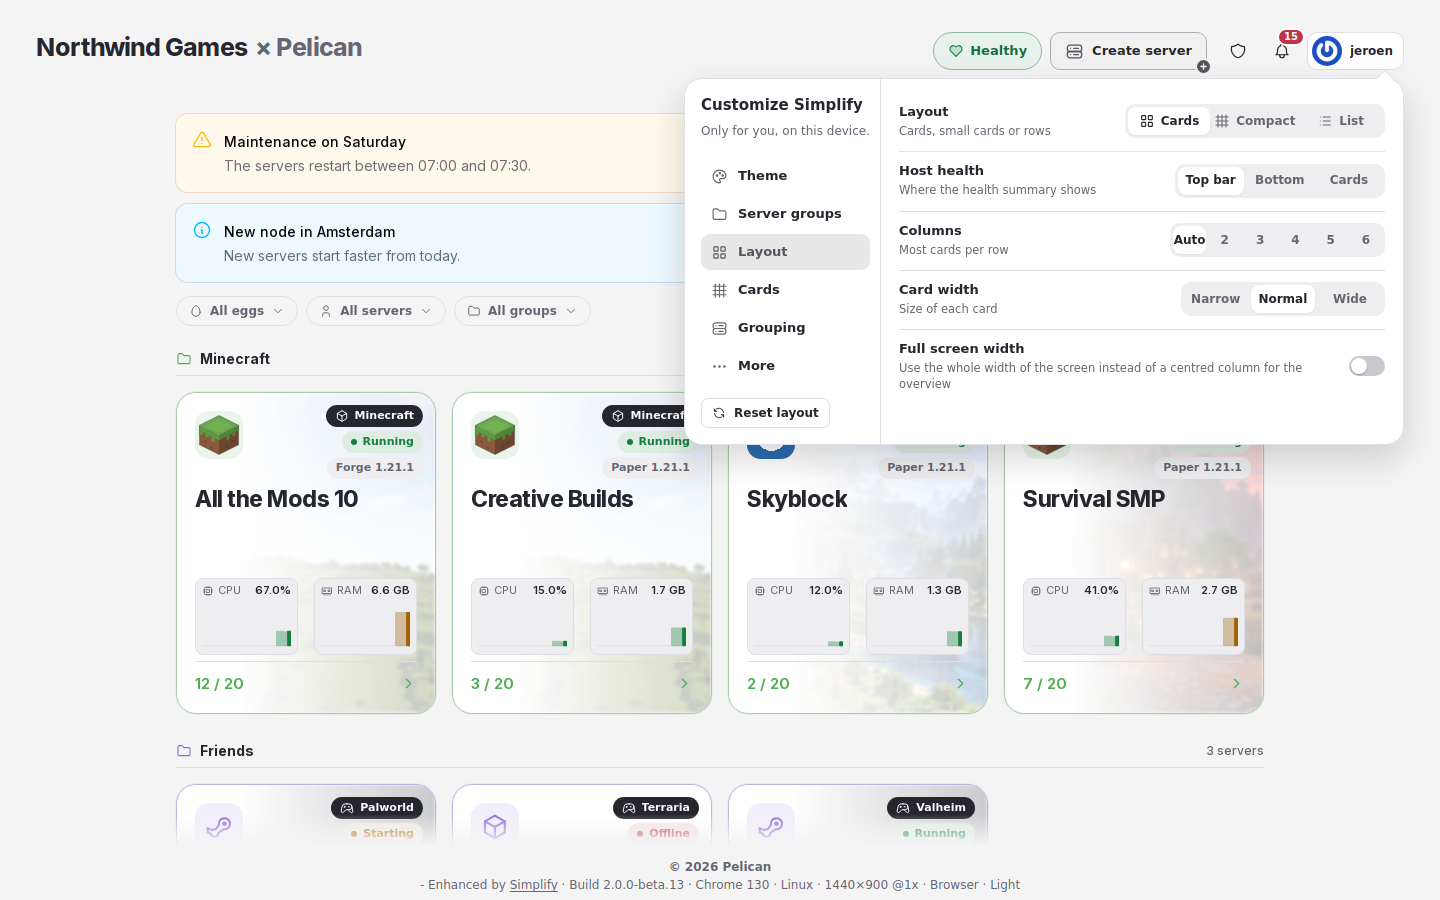 Northwind Games × Pelican
Healthy
Create server
15
jeroen
Customize Simplify
Only for you, on this device.
Theme
Server groups
Layout
Cards
Grouping
More
Reset layout
Layout
Cards, small cards or rows
Cards
Compact
List
Host health
Where the health summary shows
Top bar
Bottom
Cards
Columns
Most cards per row
Auto 2 3 4 5 6
Card width
Size of each card
Narrow
Normal
Wide
Full screen width
Use the whole width of the screen instead of a centred column for the
overview
Maintenance on Saturday
The servers restart between 07:00 and 07:30.
New node in Amsterdam
New servers start faster from today.
All eggs
All servers
All groups
Minecraft
Minecraft
Running
Forge 1.21.1
All the Mods 10
CPU 67.0%
RAM 6.6 GB
12 / 20
Minecraft
Running
Paper 1.21.1
Creative Builds
CPU 15.0%
RAM 1.7 GB
3 / 20
Paper 1.21.1
Skyblock
CPU 12.0%
RAM 1.3 GB
2 / 20
Paper 1.21.1
Survival SMP
CPU 41.0%
RAM 2.7 GB
7 / 20
Friends
3 servers
Palworld
Starting
Terraria
Offline
Valheim
Running
© 2026 Pelican
- Enhanced by Simplify · Build 2.0.0-beta.13 · Chrome 130 · Linux · 1440×900 @1x · Browser · Light